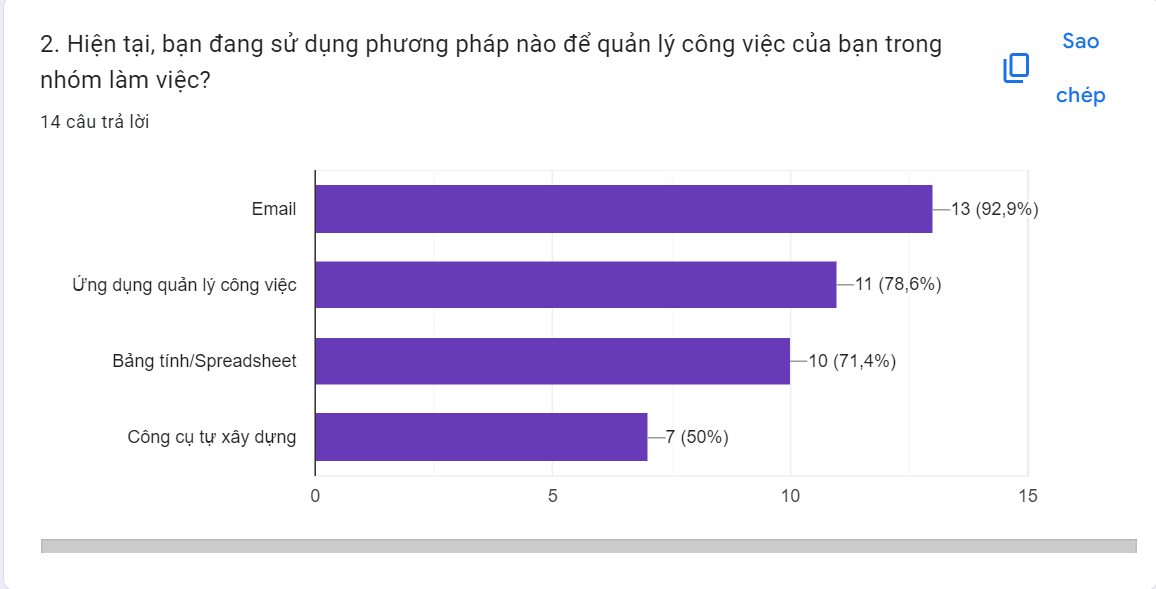 2. Hiện tại, bạn đang sử dụng phương pháp nào để quản lý công việc của bạn trong
nhóm làm việc?
Sao
chép
14 câu trả lời
Email
13 (92,9%)
Ứng dụng quản lý công việc
11 (78,6%)
Bảng tính/Spreadsheet
10 (71,4%)
Công cụ tự xây dựng
7 (50%)
0
5
10
15